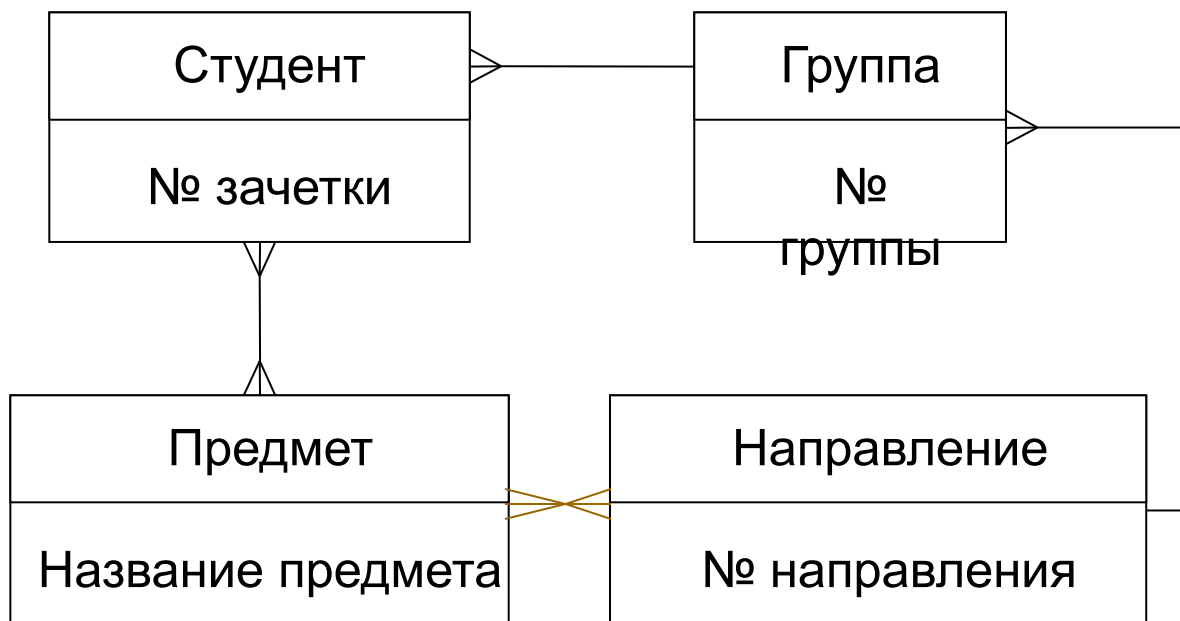 Студент
Группа
№ зачетки
№
группы
Предмет
Направление
Название предмета
№ направления